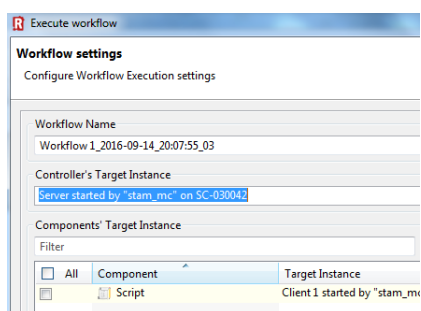 Execute workflow
Workflow settings
Configure Workflow Execution settings
Workflow Name
Workflow 1_2016-09-14_20:07:55_03
Controller's Target Instance
Server started by "stam_mc" on SC-030042
Components' Target Instance
Filter
All Component Target Instance
Script Client 1 started by "stam_mc